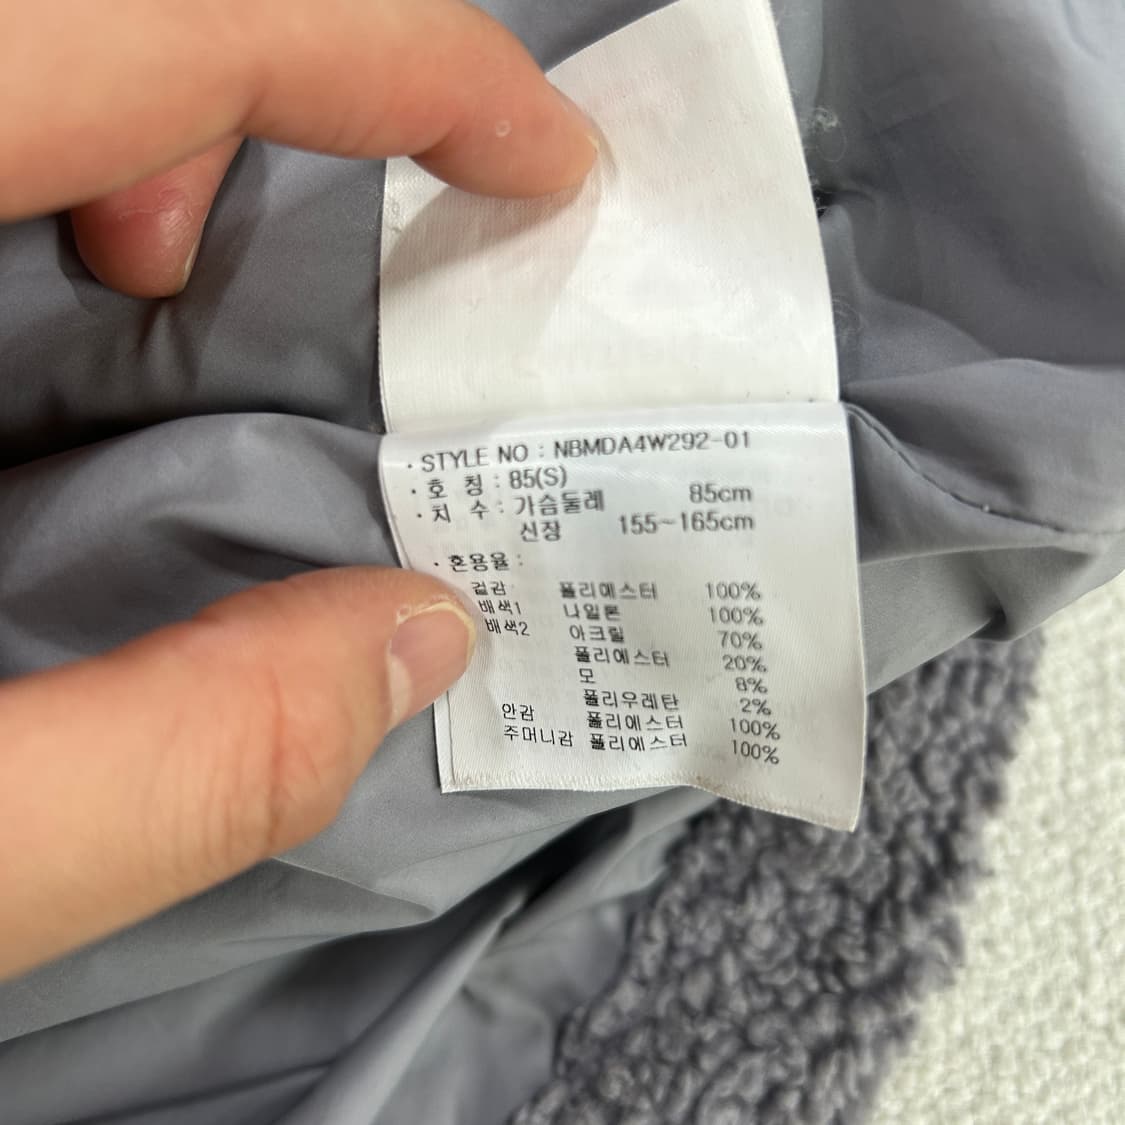 · STYLE NO : NBMDA4W292-01
· 호 칭 : 85(S)
· 치 수 : 가슴둘레 85cm
신장 155~165cm
· 혼용율 :
겉감 폴리에스터 100%
배색1 나일론 100%
배색2 아크릴 70%
폴리에스터 20%
모 8%
폴리우레탄 2%
안감 폴리에스터 100%
주머니감 폴리에스터 100%